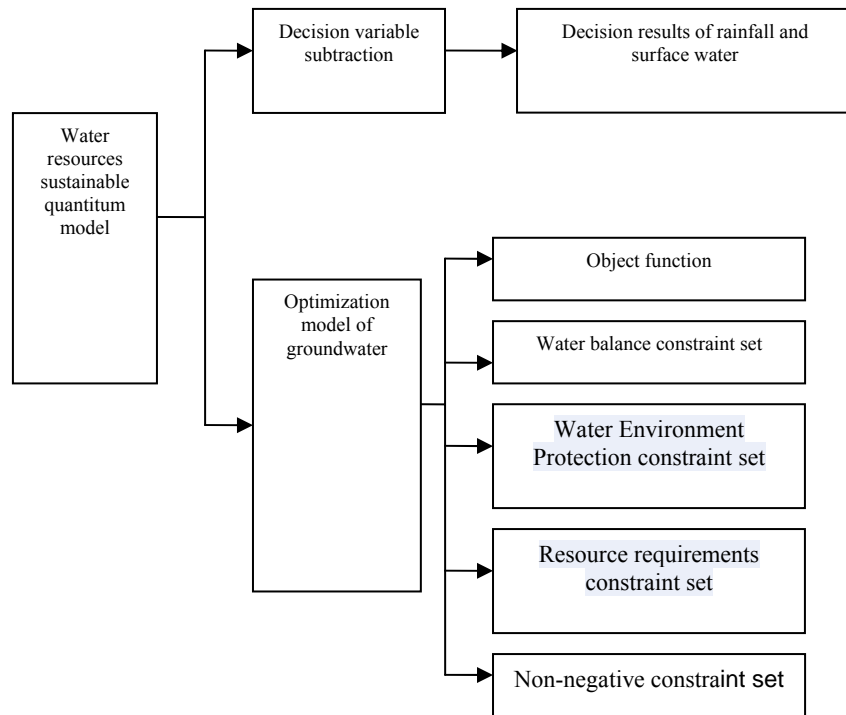 Decision variable
subtraction
Decision results of rainfall and
surface water
Water
resources
sustainable
quantitum
model
Optimization
model of
groundwater
Object function
Water balance constraint set
Water Environment
Protection constraint set
Resource requirements
constraint set
Non-negative constraint set